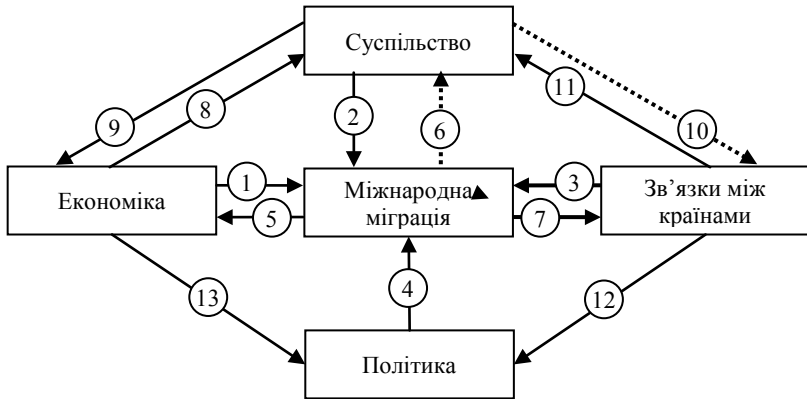 Суспільство
9
8
2
6
11
10
Економіка
1
5
Міжнародна
міграція
3
7
Зв’язки між
країнами
13
4
12
Політика